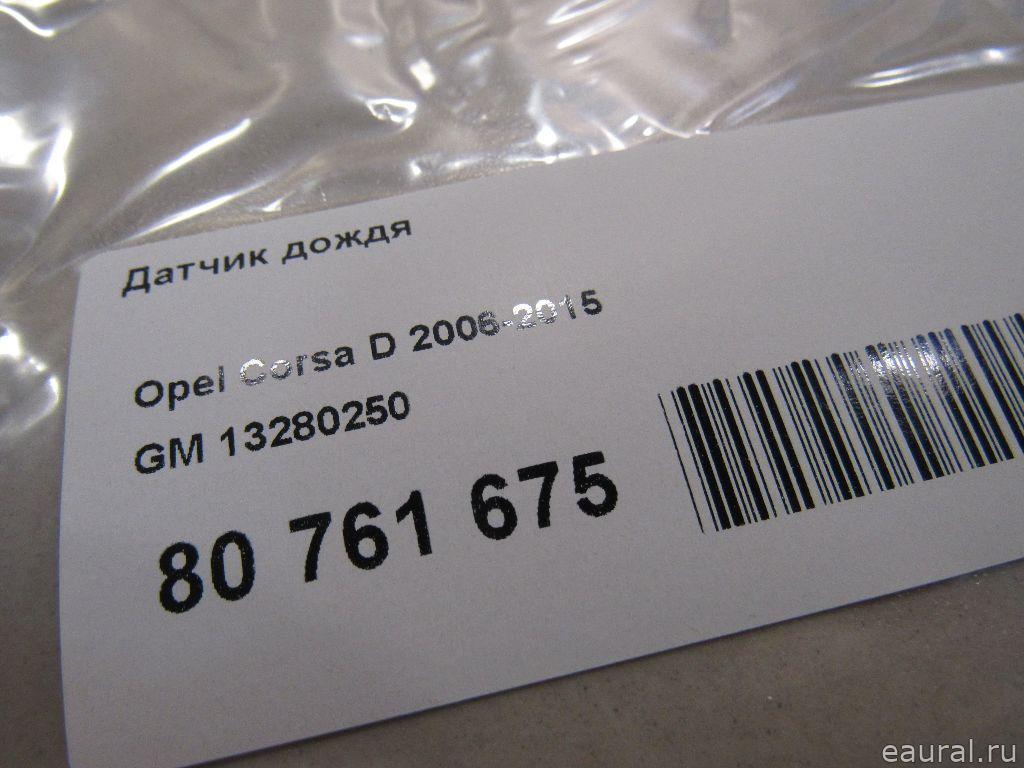 Датчик дождя
Opel Corsa D 2006-2015
GM 13280250
80 761 675
eaural.ru